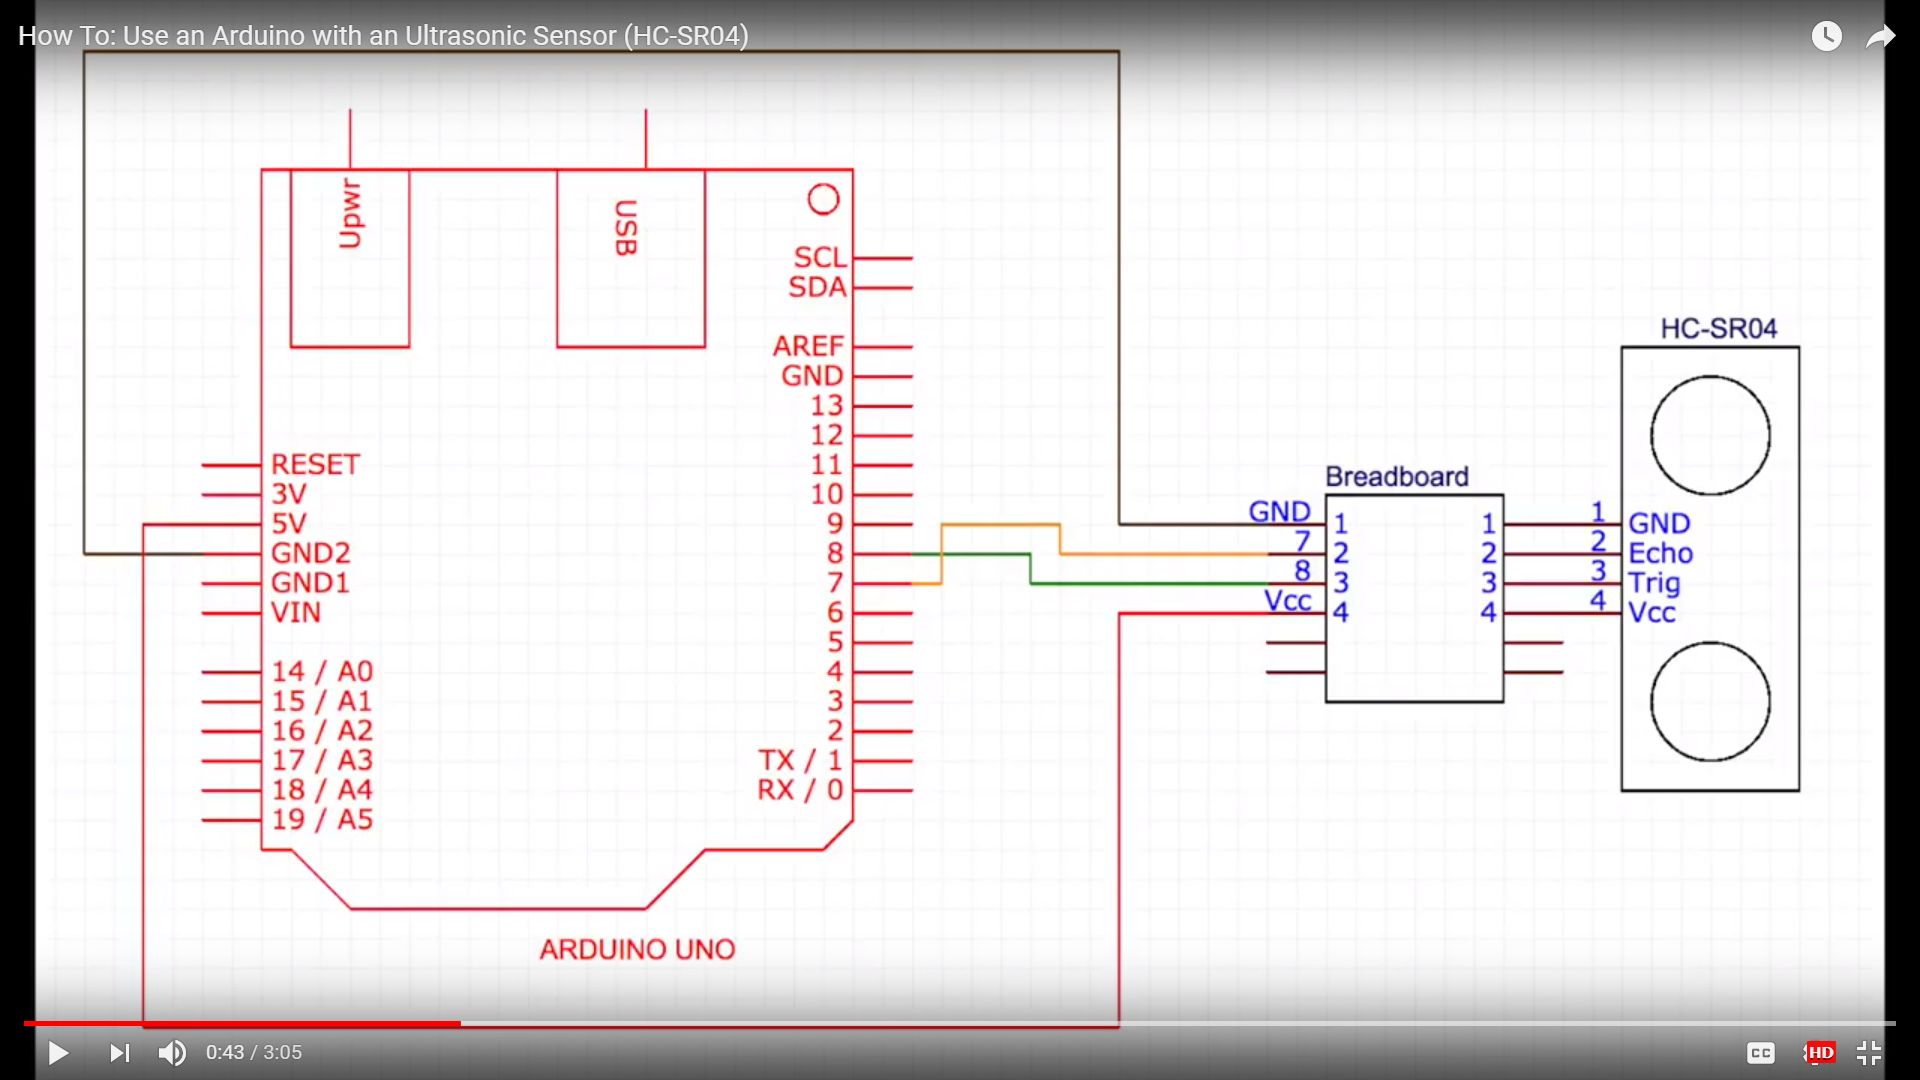 How To: Use an Arduino with an Ultrasonic Sensor (HC-SR04)
Upwr
USB
SCL
SDA
AREF
GND
13
12
11
10
9
8
7
6
5
4
3
2
TX / 1
RX / 0
RESET
3V
5V
GND2
GND1
VIN
14 / A0
15 / A1
16 / A2
17 / A3
18 / A4
19 / A5
ARDUINO UNO
Breadboard
GND 1 1 1
7 2 2 2
8 3 3 3
Vcc 4 4 4
HC-SR04
GND
Echo
Trig
Vcc
0:43 / 3:05
CC
HD